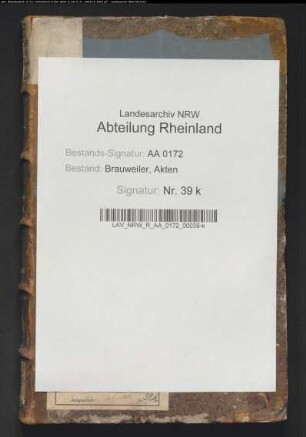 Landesarchiv NRW
Abteilung Rheinland
Bestands-Signatur: AA 0172
Bestand: Brauweiler, Akten
Signatur: Nr. 39 k
LAV_NRW_R_AA_0172_00039-k